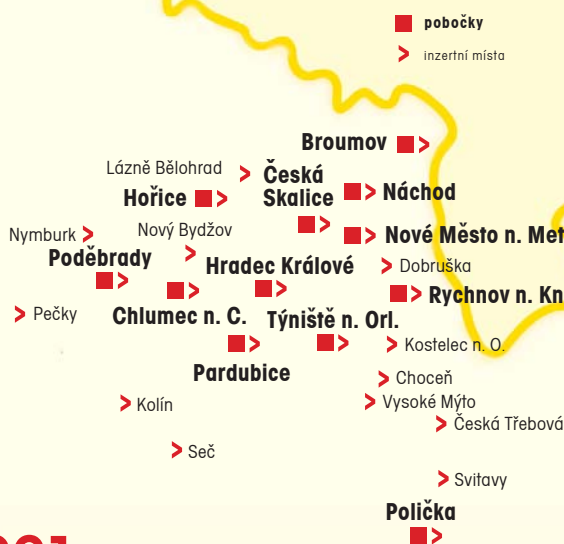 pobočky
inzertní místa
Broumov
Lázně Bělohrad
Česká
Skalice
Hořice
Náchod
Nymburk
Nový Bydžov
Nové Město n. Met
Poděbrady
Hradec Králové
Dobruška
Rychnov n. Kn
Pečky
Chlumec n. C.
Týniště n. Orl.
Kostelec n. O.
Pardubice
Choceň
Kolín
Vysoké Mýto
Česká Třebová
Seč
Svitavy
Polička